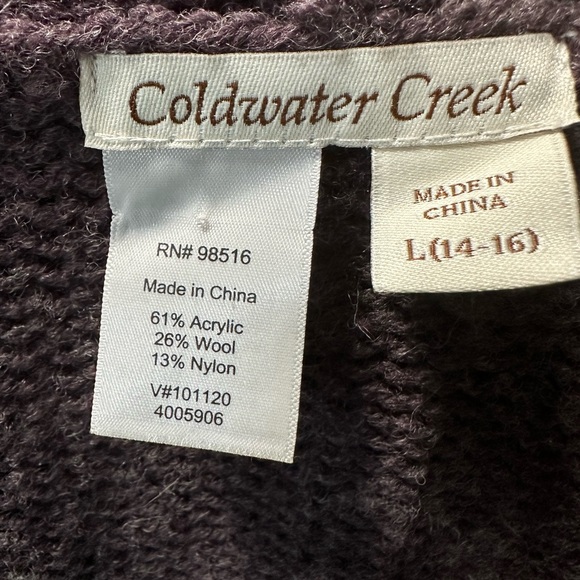 Coldwater Creek
MADE IN
CHINA
L(14-16)
RN# 98516
Made in China
61% Acrylic
26% Wool
13% Nylon
V#101120
4005906